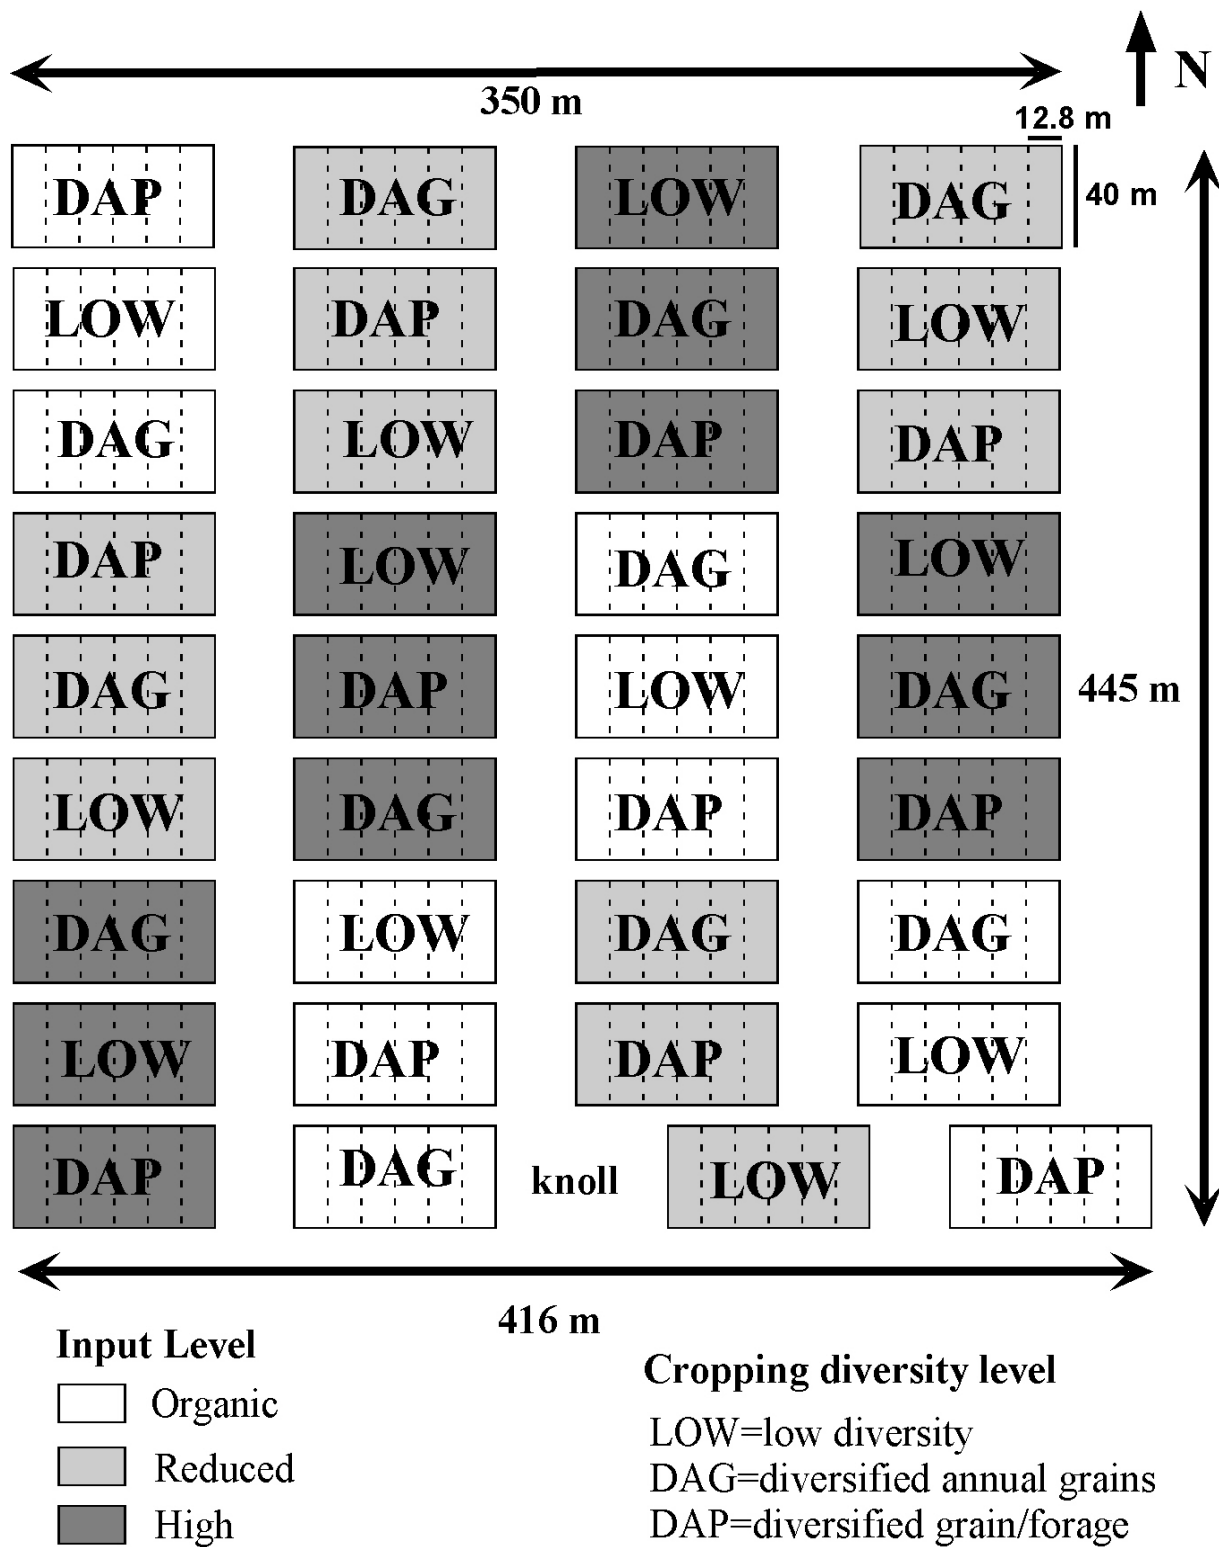 N
350 m
12.8 m
40 m
DAP DAG LOW DAG
LOW DAP DAG LOW
DAG LOW DAP DAP
DAP LOW DAG LOW
DAG DAP LOW DAG
445 m
LOW DAG DAP DAP
DAG LOW DAG DAG
LOW DAP DAP LOW
DAP DAG knoll LOW DAP
416 m
Input Level
Organic
Reduced
High
Cropping diversity level
LOW=low diversity
DAG=diversified annual grains
DAP=diversified grain/forage